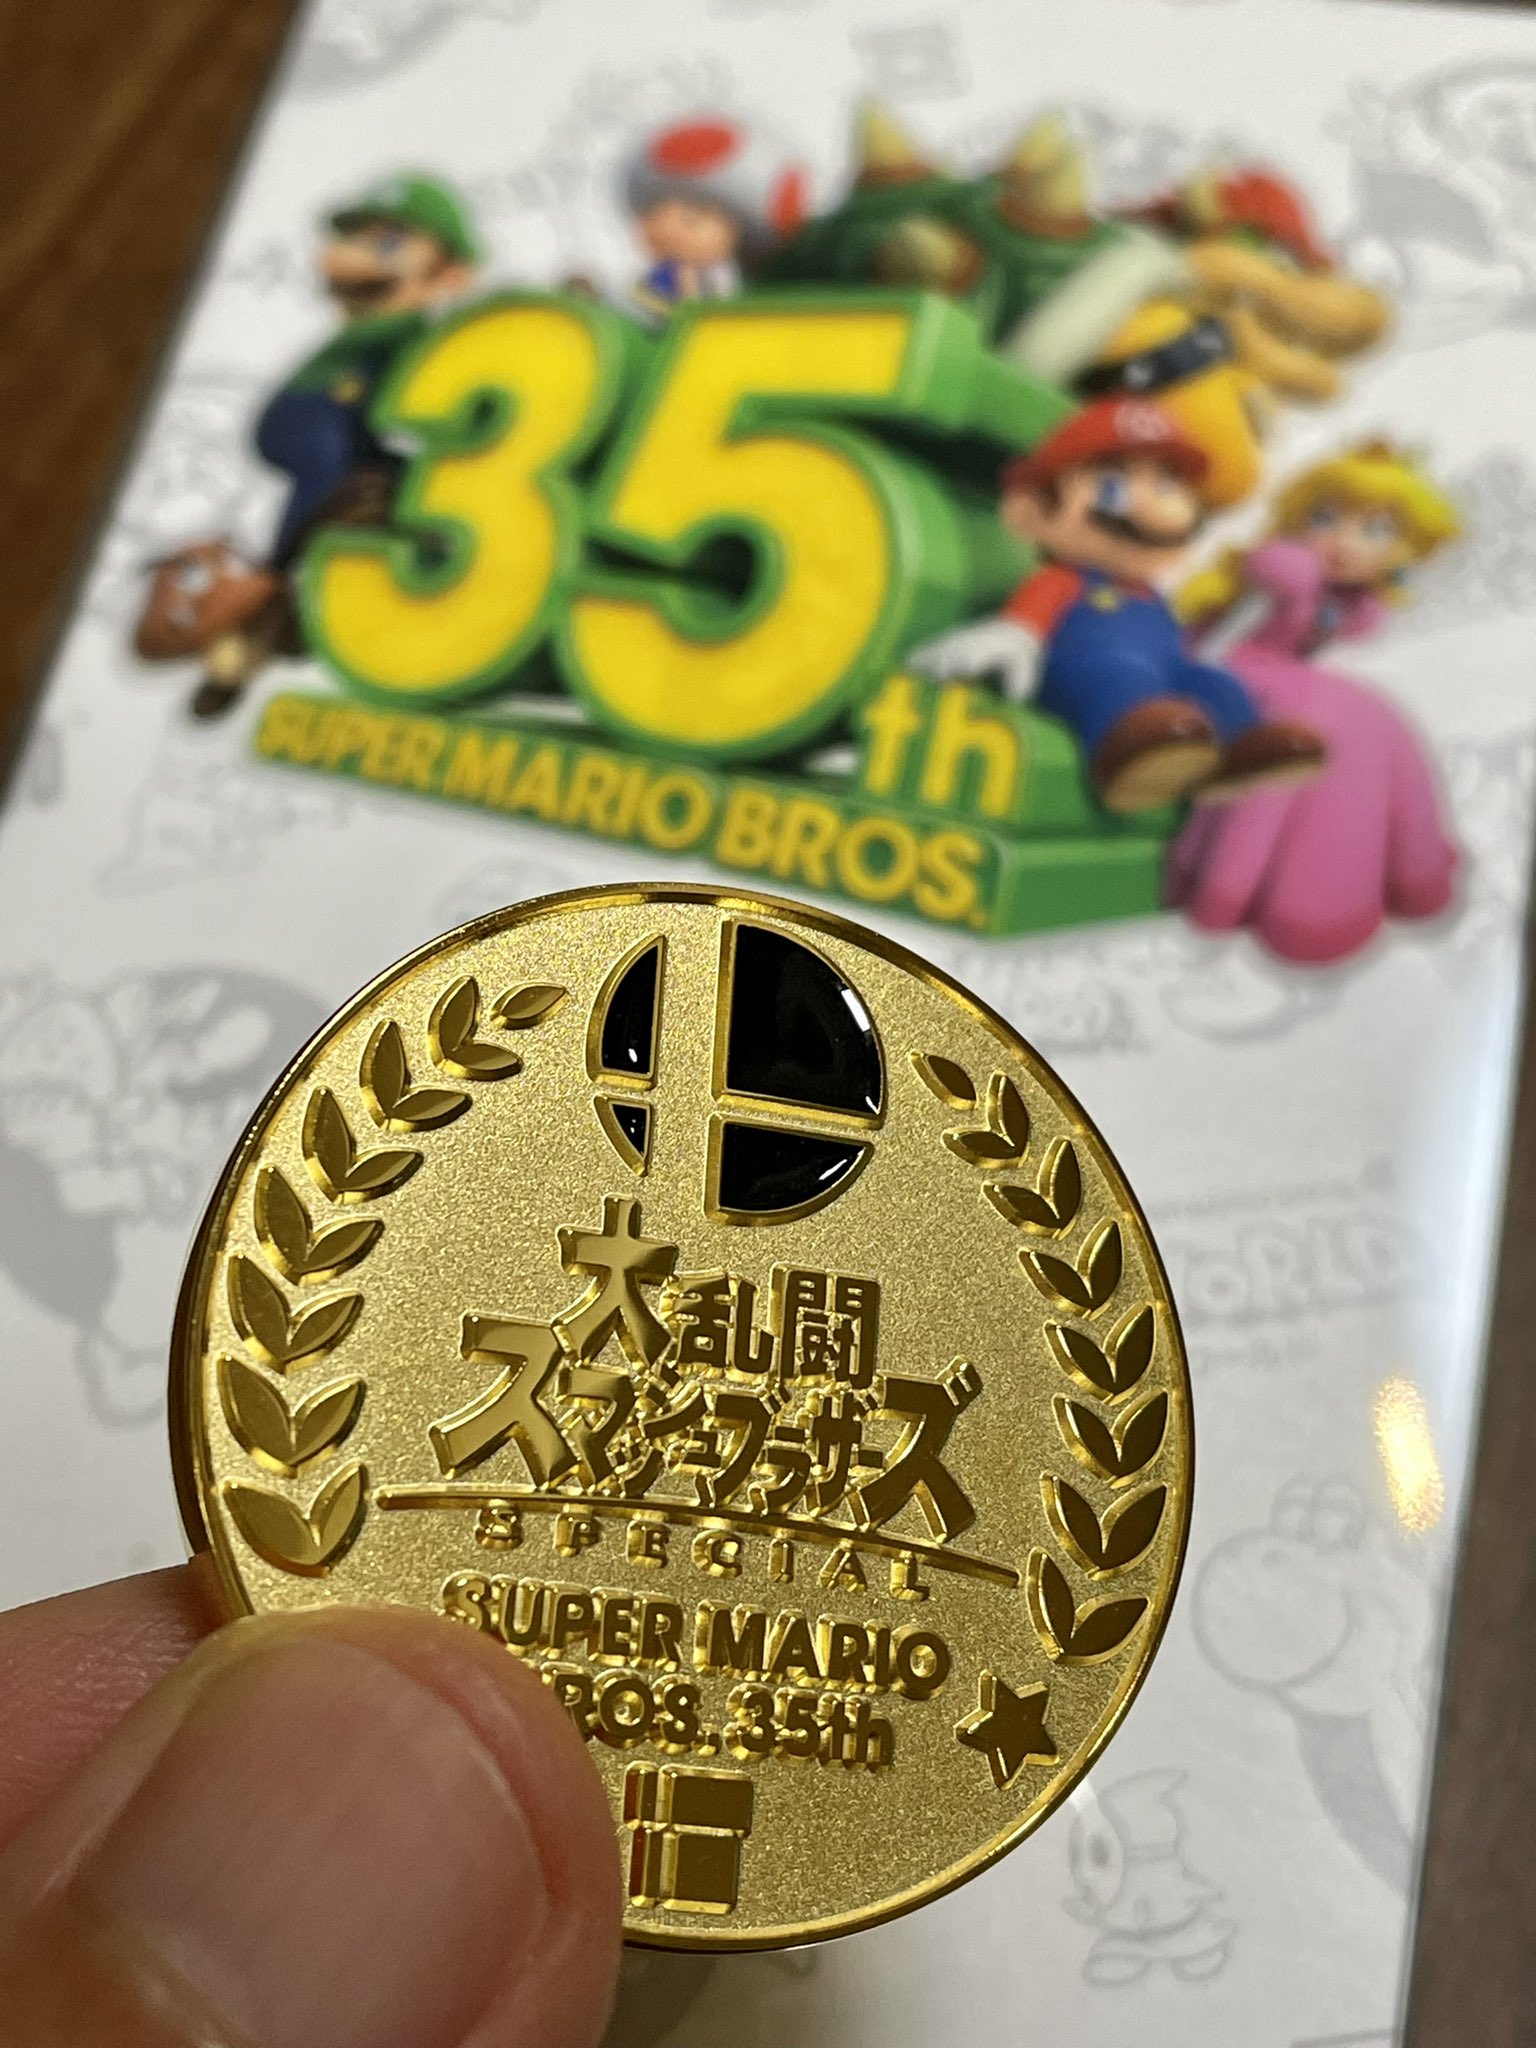 35th
SUPER MARIO BROS.
大乱闘
スマッシュブラザーズ
SPECIAL
SUPER MARIO
ROS. 35th